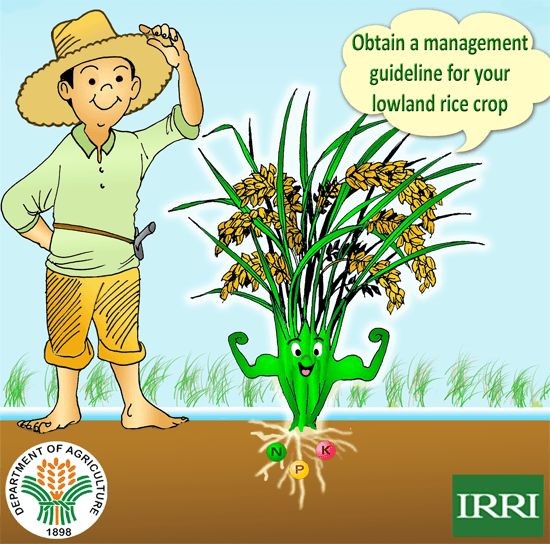 Obtain a management
guideline for your
lowland rice crop
N
K
P
DEPARTMENT OF AGRICULTURE
1898
IRRI